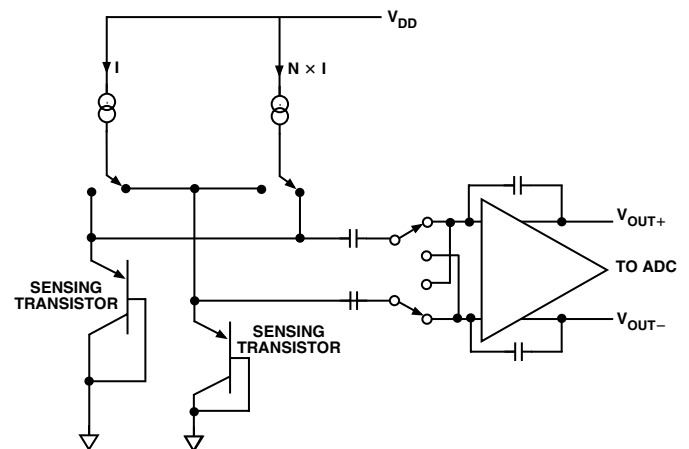 V_DD
I
N × I
V_OUT+
TO ADC
SENSING
TRANSISTOR
SENSING
TRANSISTOR
V_OUT–